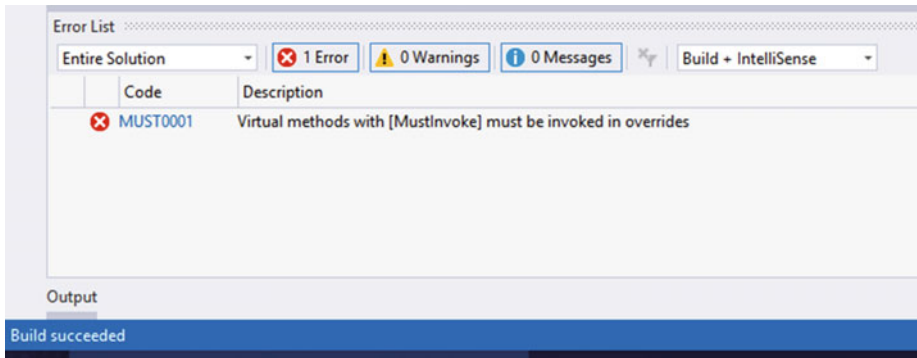 Error List
Entire Solution 1 Error 0 Warnings 0 Messages Build + IntelliSense
Code Description
MUST0001 Virtual methods with [MustInvoke] must be invoked in overrides
Output
Build succeeded